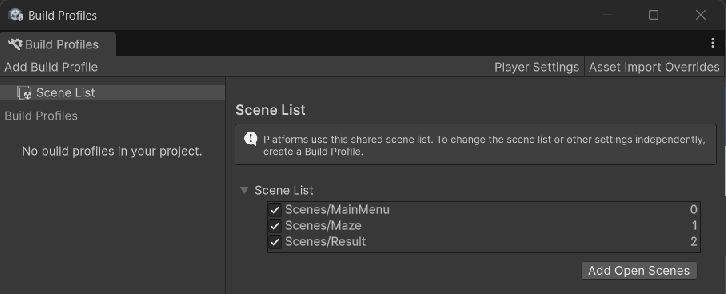 Build Profiles
Build Profiles
Add Build Profile
Player Settings
Asset Import Overrides
Scene List
Build Profiles
No build profiles in your project.
Scene List
Platforms use this shared scene list. To change the scene list or other settings independently,
create a Build Profile.
Scene List
Scenes/MainMenu 0
Scenes/Maze 1
Scenes/Result 2
Add Open Scenes